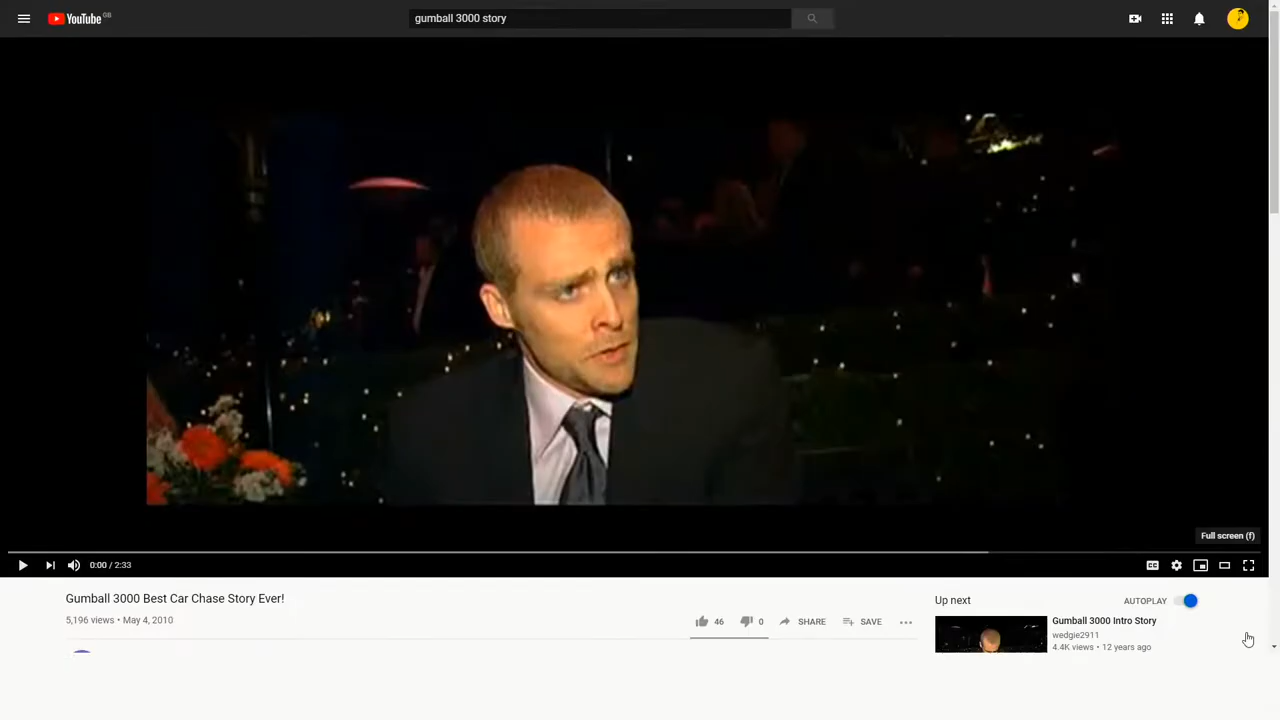 YouTube GB
gumball 3000 story
Full screen (f)
0:00 / 2:33
CC
Gumball 3000 Best Car Chase Story Ever!
5,196 views • May 4, 2010
46
0
SHARE
SAVE
Up next
AUTOPLAY
Gumball 3000 Intro Story
wedgie2911
4.4K views • 12 years ago